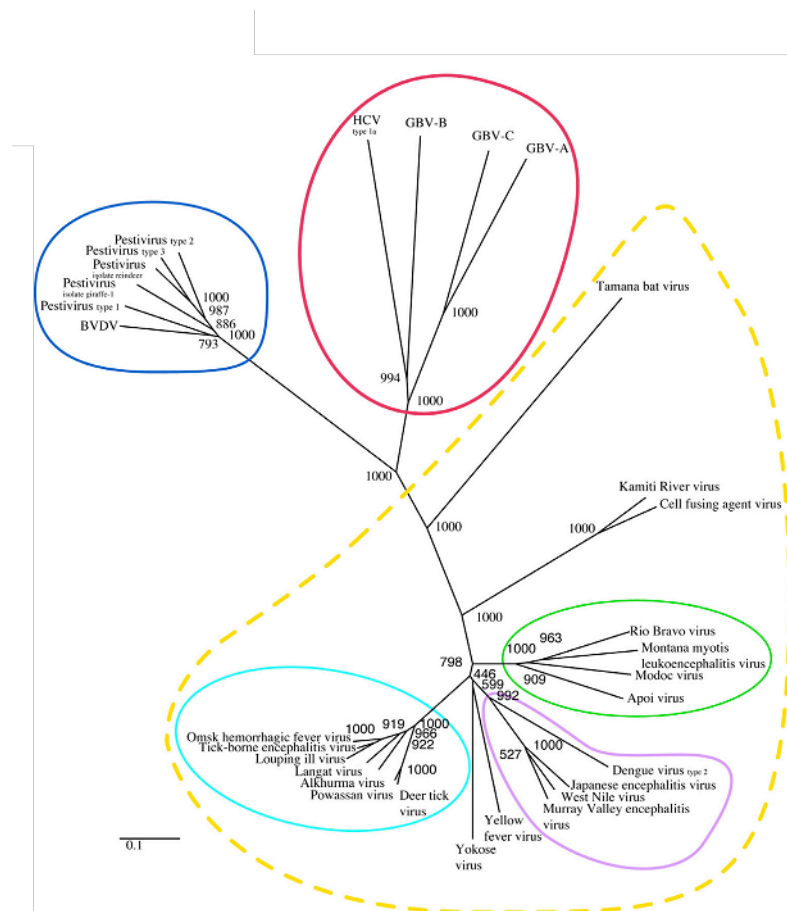 HCV
type 1a
GBV-B
GBV-C
GBV-A
Pestivirus type 2
Pestivirus type 3
Pestivirus
isolate reindeer
Pestivirus
isolate giraffe-1
Pestivirus type 1
BVDV
1000
987
886
1000
793
1000
994
1000
Tamana bat virus
1000
1000
Kamiti River virus
Cell fusing agent virus
1000
1000
Rio Bravo virus
963
1000
Montana myotis
leukoencephalitis virus
Modoc virus
909
Apoi virus
798
446
599
992
1000
919
1000
966
922
Omsk hemorrhagic fever virus
Tick-borne encephalitis virus
Louping ill virus
Langat virus
Alkhurma virus
Powassan virus
1000
Deer tick
virus
527
1000
Dengue virus type 2
Japanese encephalitis virus
West Nile virus
Murray Valley encephalitis
virus
Yellow
fever virus
Yokose
virus
0.1